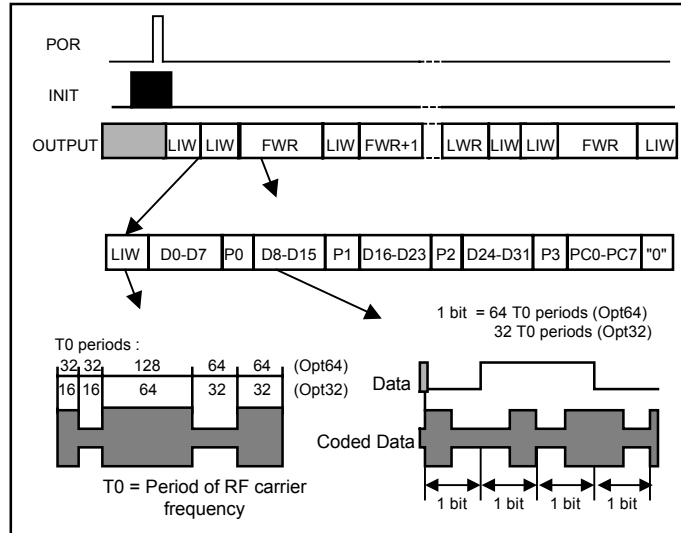 POR
INIT
OUTPUT LIW LIW FWR LIW FWR+1 LWR LIW LIW FWR LIW
LIW D0-D7 P0 D8-D15 P1 D16-D23 P2 D24-D31 P3 PC0-PC7 "0"
1 bit = 64 T0 periods (Opt64)
32 T0 periods (Opt32)
T0 periods :
32 32 128 64 64 (Opt64)
16 16 64 32 32 (Opt32)
Data
Coded Data
T0 = Period of RF carrier
frequency
1 bit 1 bit 1 bit 1 bit